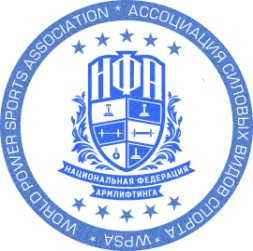 WORLD POWER SPORTS ASSOCIATION * АССОЦИАЦИЯ СИЛОВЫХ ВИДОВ СПОРТА * WPSA *
НФА
НАЦИОНАЛЬНАЯ ФЕДЕРАЦИЯ
АРМЛИФТИНГА